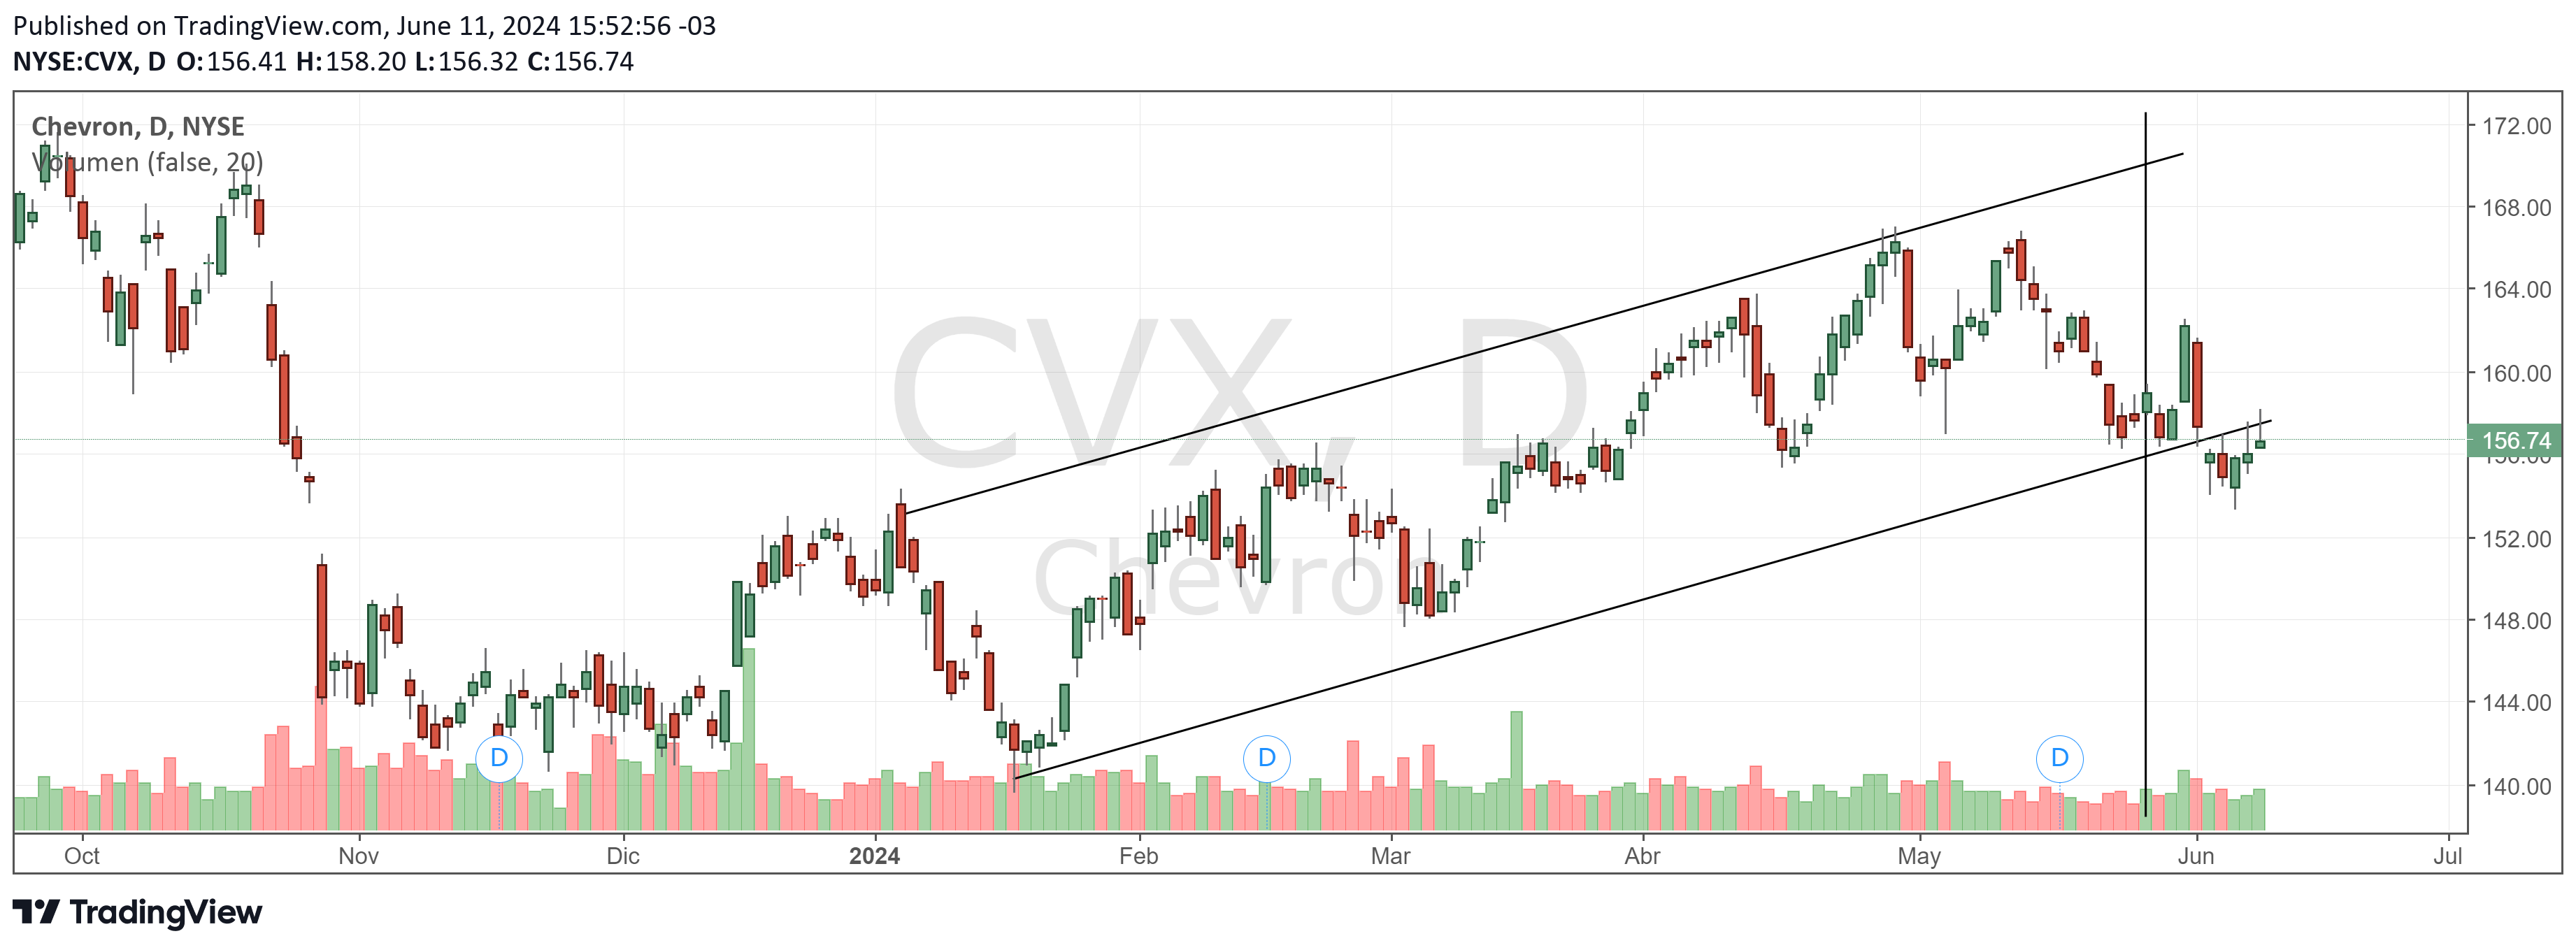 Published on TradingView.com, June 11, 2024 15:52:56 -03
NYSE:CVX, D O:156.41 H:158.20 L:156.32 C:156.74
Chevron, D, NYSE
Volumen (false, 20)
CVX, D
Chevron
172.00
168.00
164.00
160.00
156.74
156.00
152.00
148.00
144.00
140.00
D D D
Oct Nov Dic 2024 Feb Mar Abr May Jun Jul
TradingView